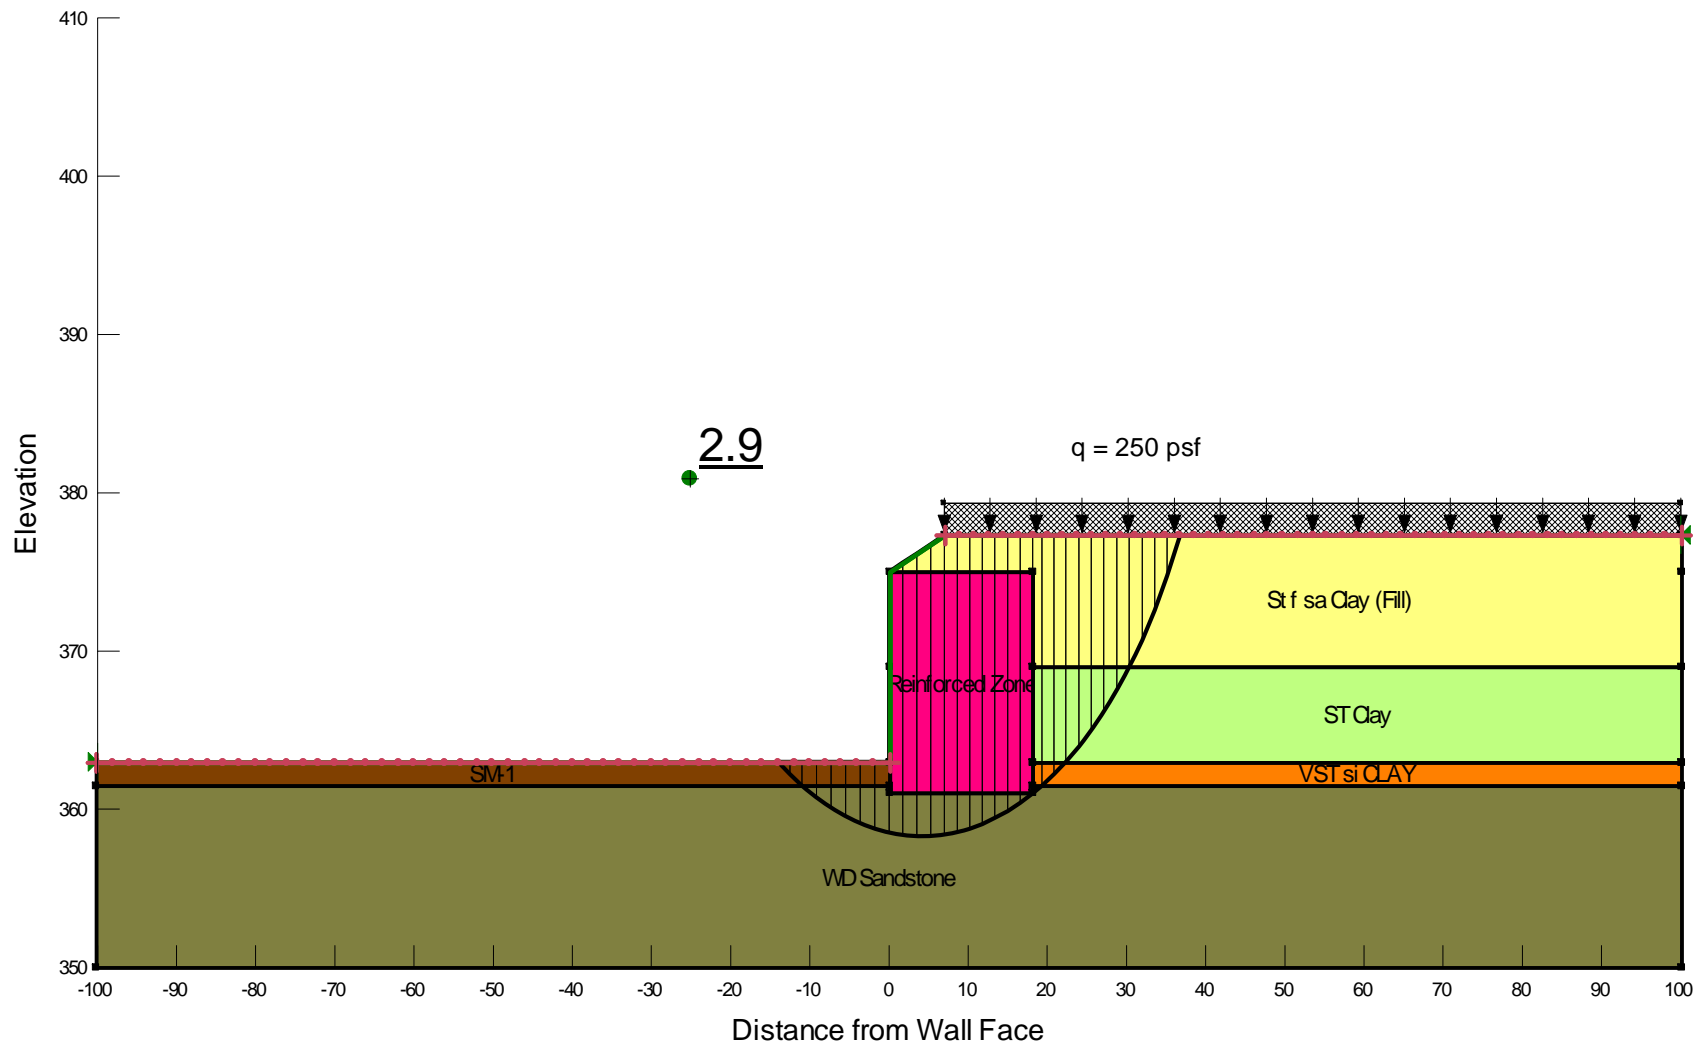 410
400
390
380
370
360
350
Elevation
2.9
q = 250 psf
St f sa Clay (Fill)
Reinforced Zone
ST Clay
SM-1
VST si CLAY
WD Sandstone
-100 -90 -80 -70 -60 -50 -40 -30 -20 -10 0 10 20 30 40 50 60 70 80 90 100
Distance from Wall Face